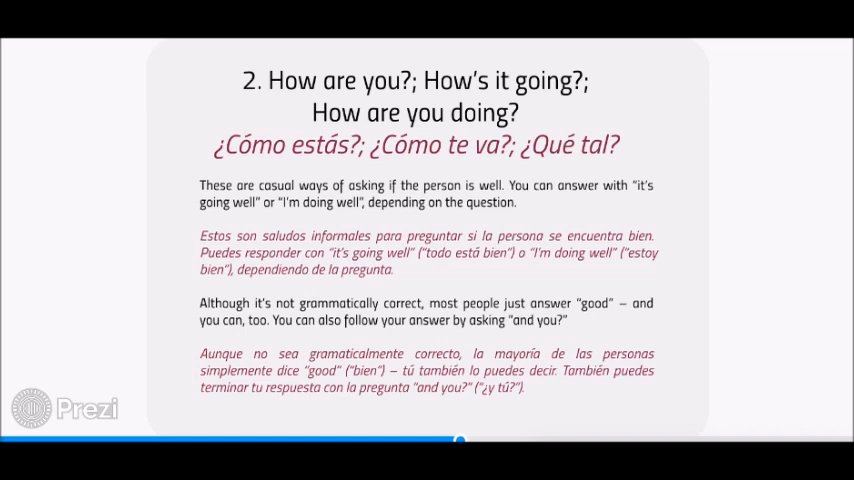 2. How are you?; How's it going?;
How are you doing?
¿Cómo estás?; ¿Cómo te va?; ¿Qué tal?
These are casual ways of asking if the person is well. You can answer with “it's
going well” or “I'm doing well”, depending on the question.
Estos son saludos informales para preguntar si la persona se encuentra bien.
Puedes responder con “it's going well” (“todo está bien”) o “I'm doing well” (“estoy
bien”), dependiendo de la pregunta.
Although it's not grammatically correct, most people just answer “good” – and
you can, too. You can also follow your answer by asking “and you?”
Aunque no sea gramaticalmente correcto, la mayoría de las personas
simplemente dice “good” (“bien”) – tú también lo puedes decir. También puedes
terminar tu respuesta con la pregunta “and you?” (“¿y tú?”).
Prezi